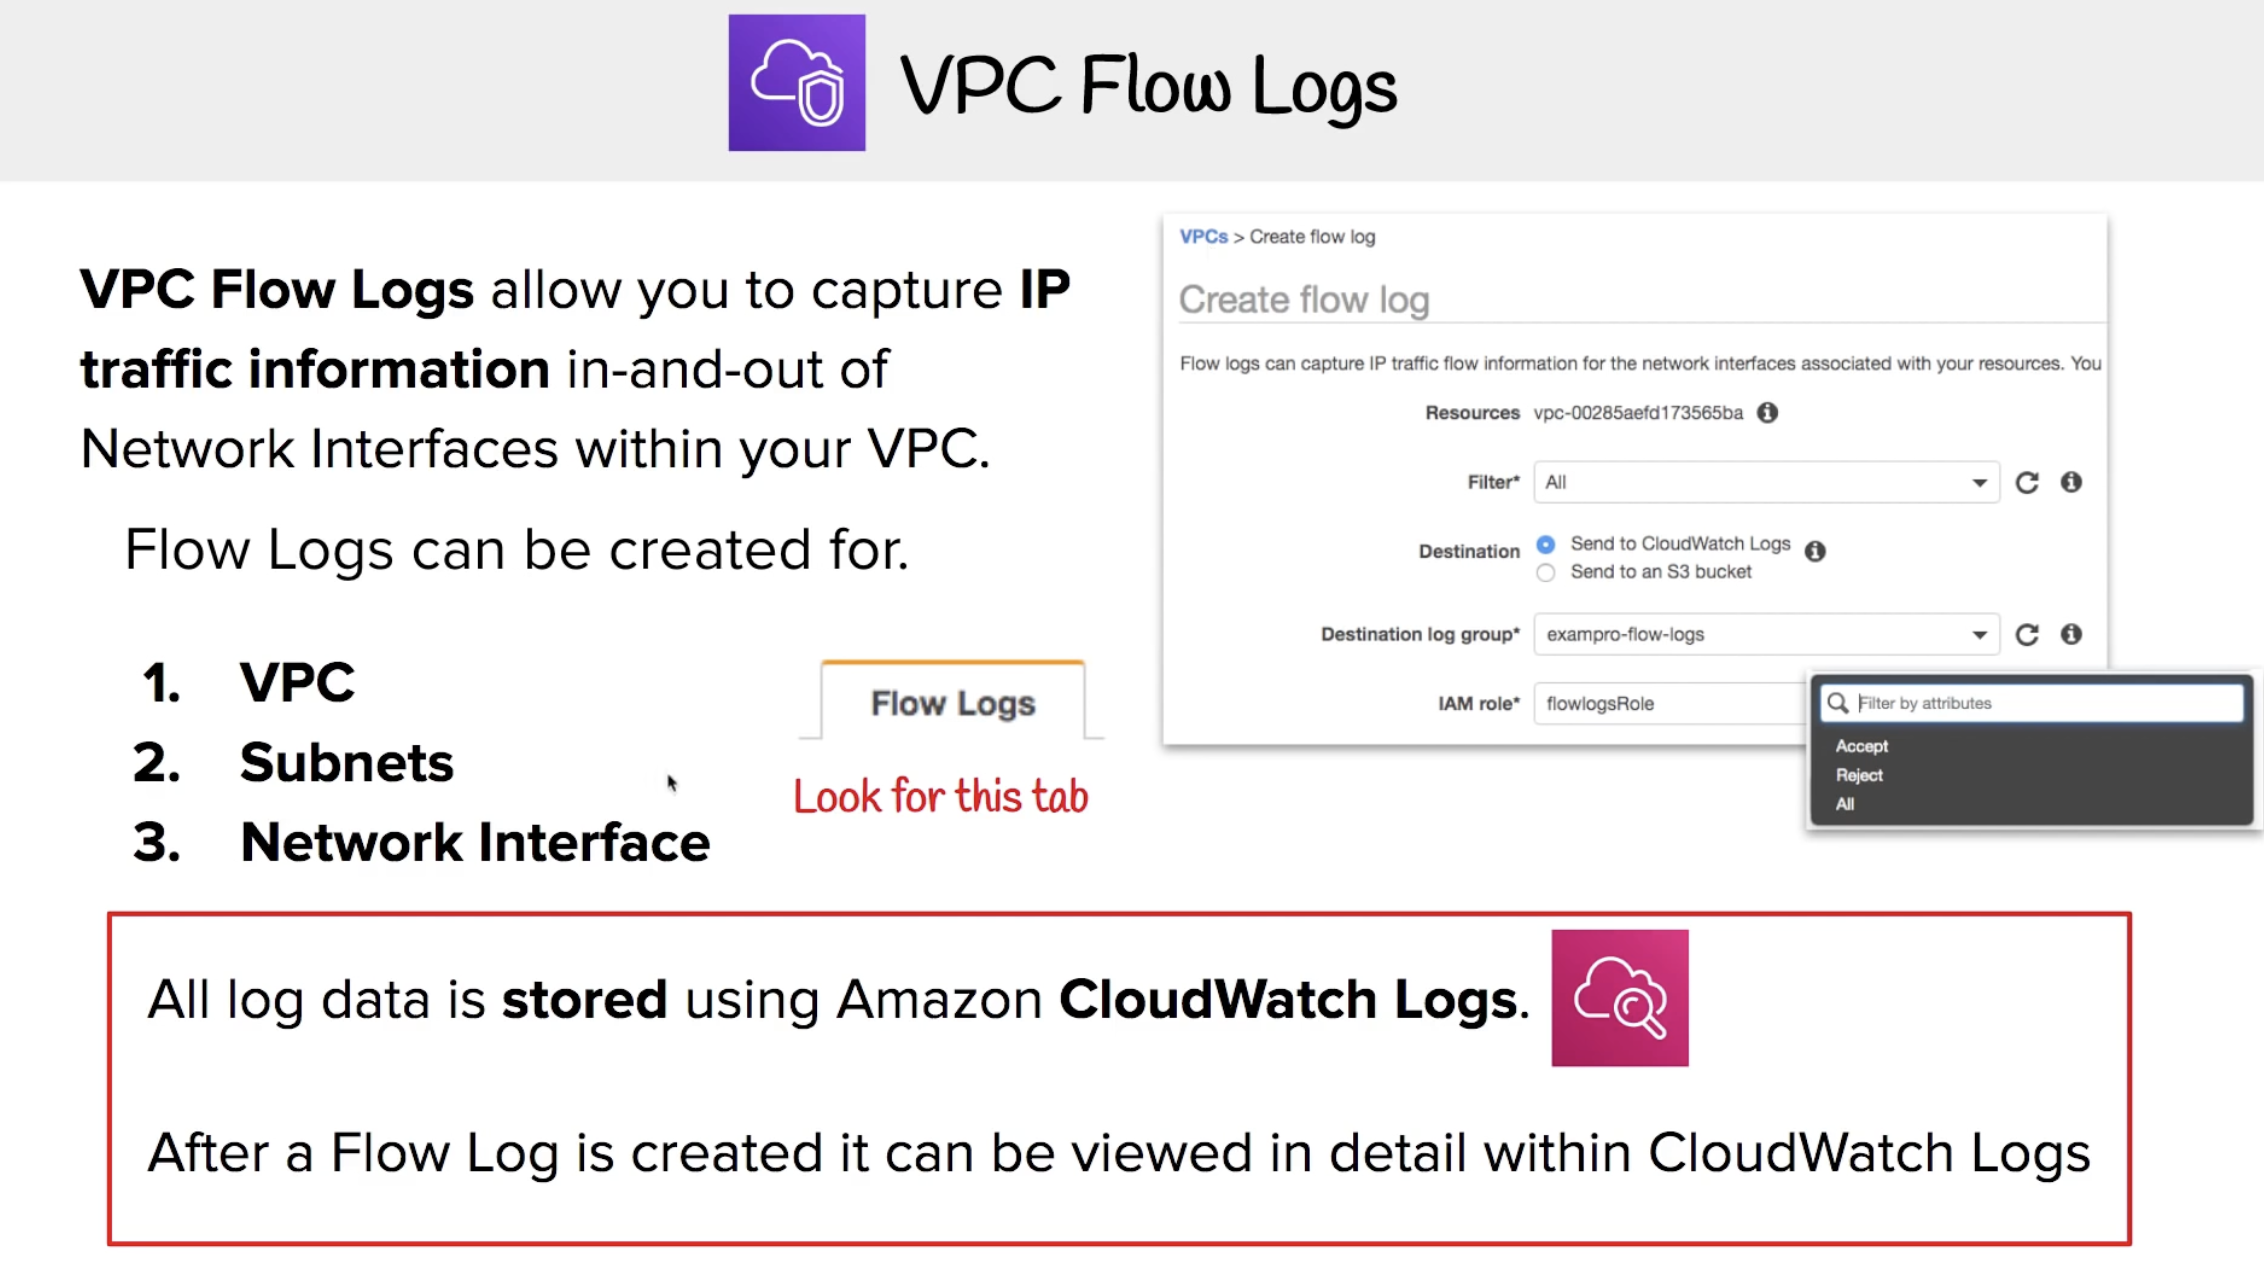 VPC Flow Logs
VPC Flow Logs allow you to capture IP
traffic information in-and-out of
Network Interfaces within your VPC.
Flow Logs can be created for.
1. VPC
2. Subnets
3. Network Interface
Flow Logs
Look for this tab
VPCs > Create flow log
Create flow log
Flow logs can capture IP traffic flow information for the network interfaces associated with your resources. You
Resources vpc-00285aefd173565ba
Filter* All
Destination Send to CloudWatch Logs
Send to an S3 bucket
Destination log group* exampro-flow-logs
IAM role* flowlogsRole
Filter by attributes
Accept
Reject
All
All log data is stored using Amazon CloudWatch Logs.
After a Flow Log is created it can be viewed in detail within CloudWatch Logs